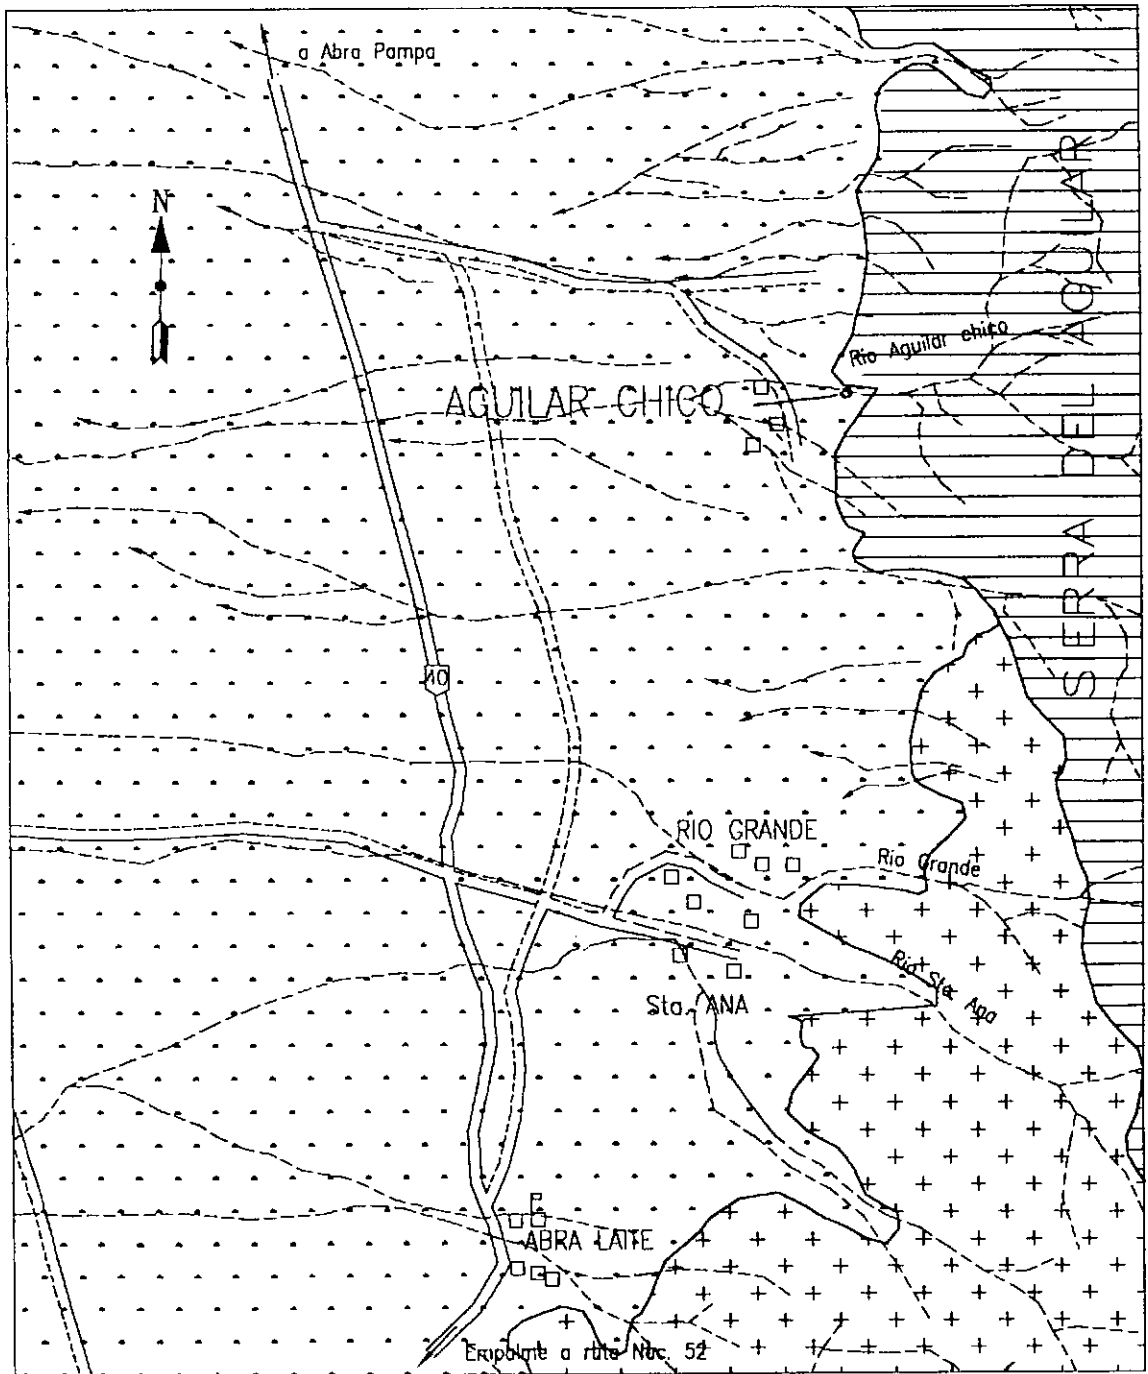 a Abra Pampa
N
SIERRA DEL AGUILAR
Rio Aguilar chico
AGUILAR CHICO
40
RIO GRANDE
Rio Grande
Rio Sta. Ana
Sta. ANA
ABRA LAITE
Empalme a ruta Nac. 52